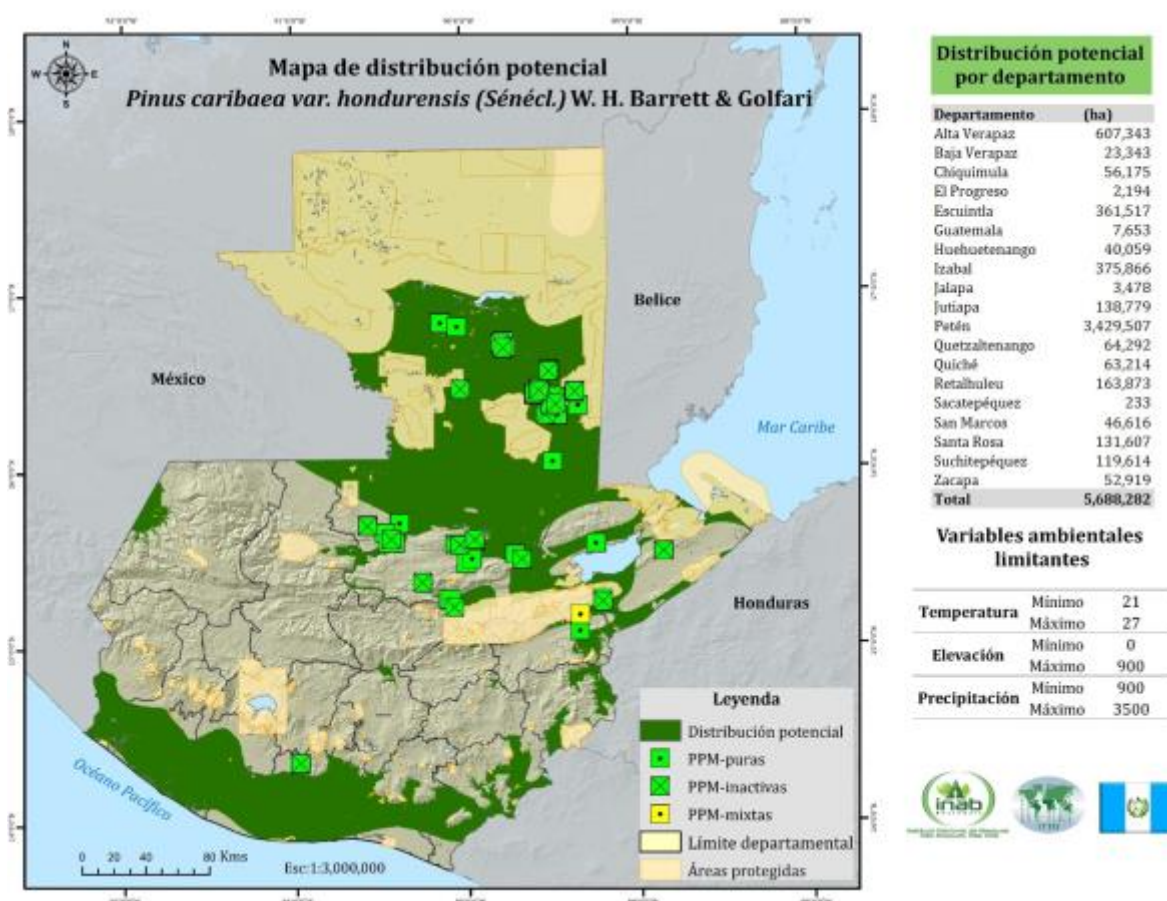 Mapa de distribución potencial
Pinus caribaea var. hondurensis (Sénécl.) W. H. Barrett & Golfari
N
W E
S
Belice
México
Mar Caribe
Honduras
Océano Pacífico
0 20 40 80 Kms
Esc:1:3,000,000
Leyenda
Distribución potencial
PPM-puras
PPM-inactivas
PPM-mixtas
Límite departamental
Áreas protegidas
Distribución potencial
por departamento
Departamento (ha)
Alta Verapaz 607,343
Baja Verapaz 23,343
Chiquimula 56,175
El Progreso 2,194
Escuintla 361,517
Guatemala 7,653
Huehuetenango 40,059
Izabal 375,866
Jalapa 3,478
Jutiapa 138,779
Petén 3,429,507
Quetzaltenango 64,292
Quiché 63,214
Retalhuleu 163,873
Sacatepéquez 233
San Marcos 46,616
Santa Rosa 131,607
Suchitepéquez 119,614
Zacapa 52,919
Total 5,688,282
Variables ambientales
limitantes
Temperatura Mínimo 21
Máximo 27
Elevación Mínimo 0
Máximo 900
Precipitación Mínimo 900
Máximo 3500
inab